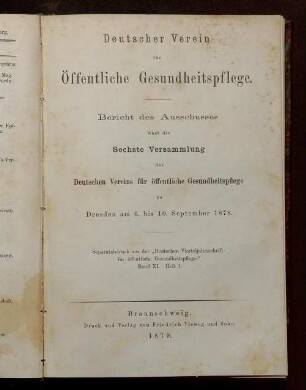 Deutscher Verein
für
Öffentliche Gesundheitspflege.
Bericht des Ausschusses
über die
Sechste Versammlung
des
Deutschen Vereins für öffentliche Gesundheitspflege
zu
Dresden am 6. bis 10. September 1878.
Separatabdruck aus der „Deutschen Vierteljahrsschrift
für öffentliche Gesundheitspflege"
Band XI. Heft 1.
Braunschweig,
Druck und Verlag von Friedrich Vieweg und Sohn.
1879.